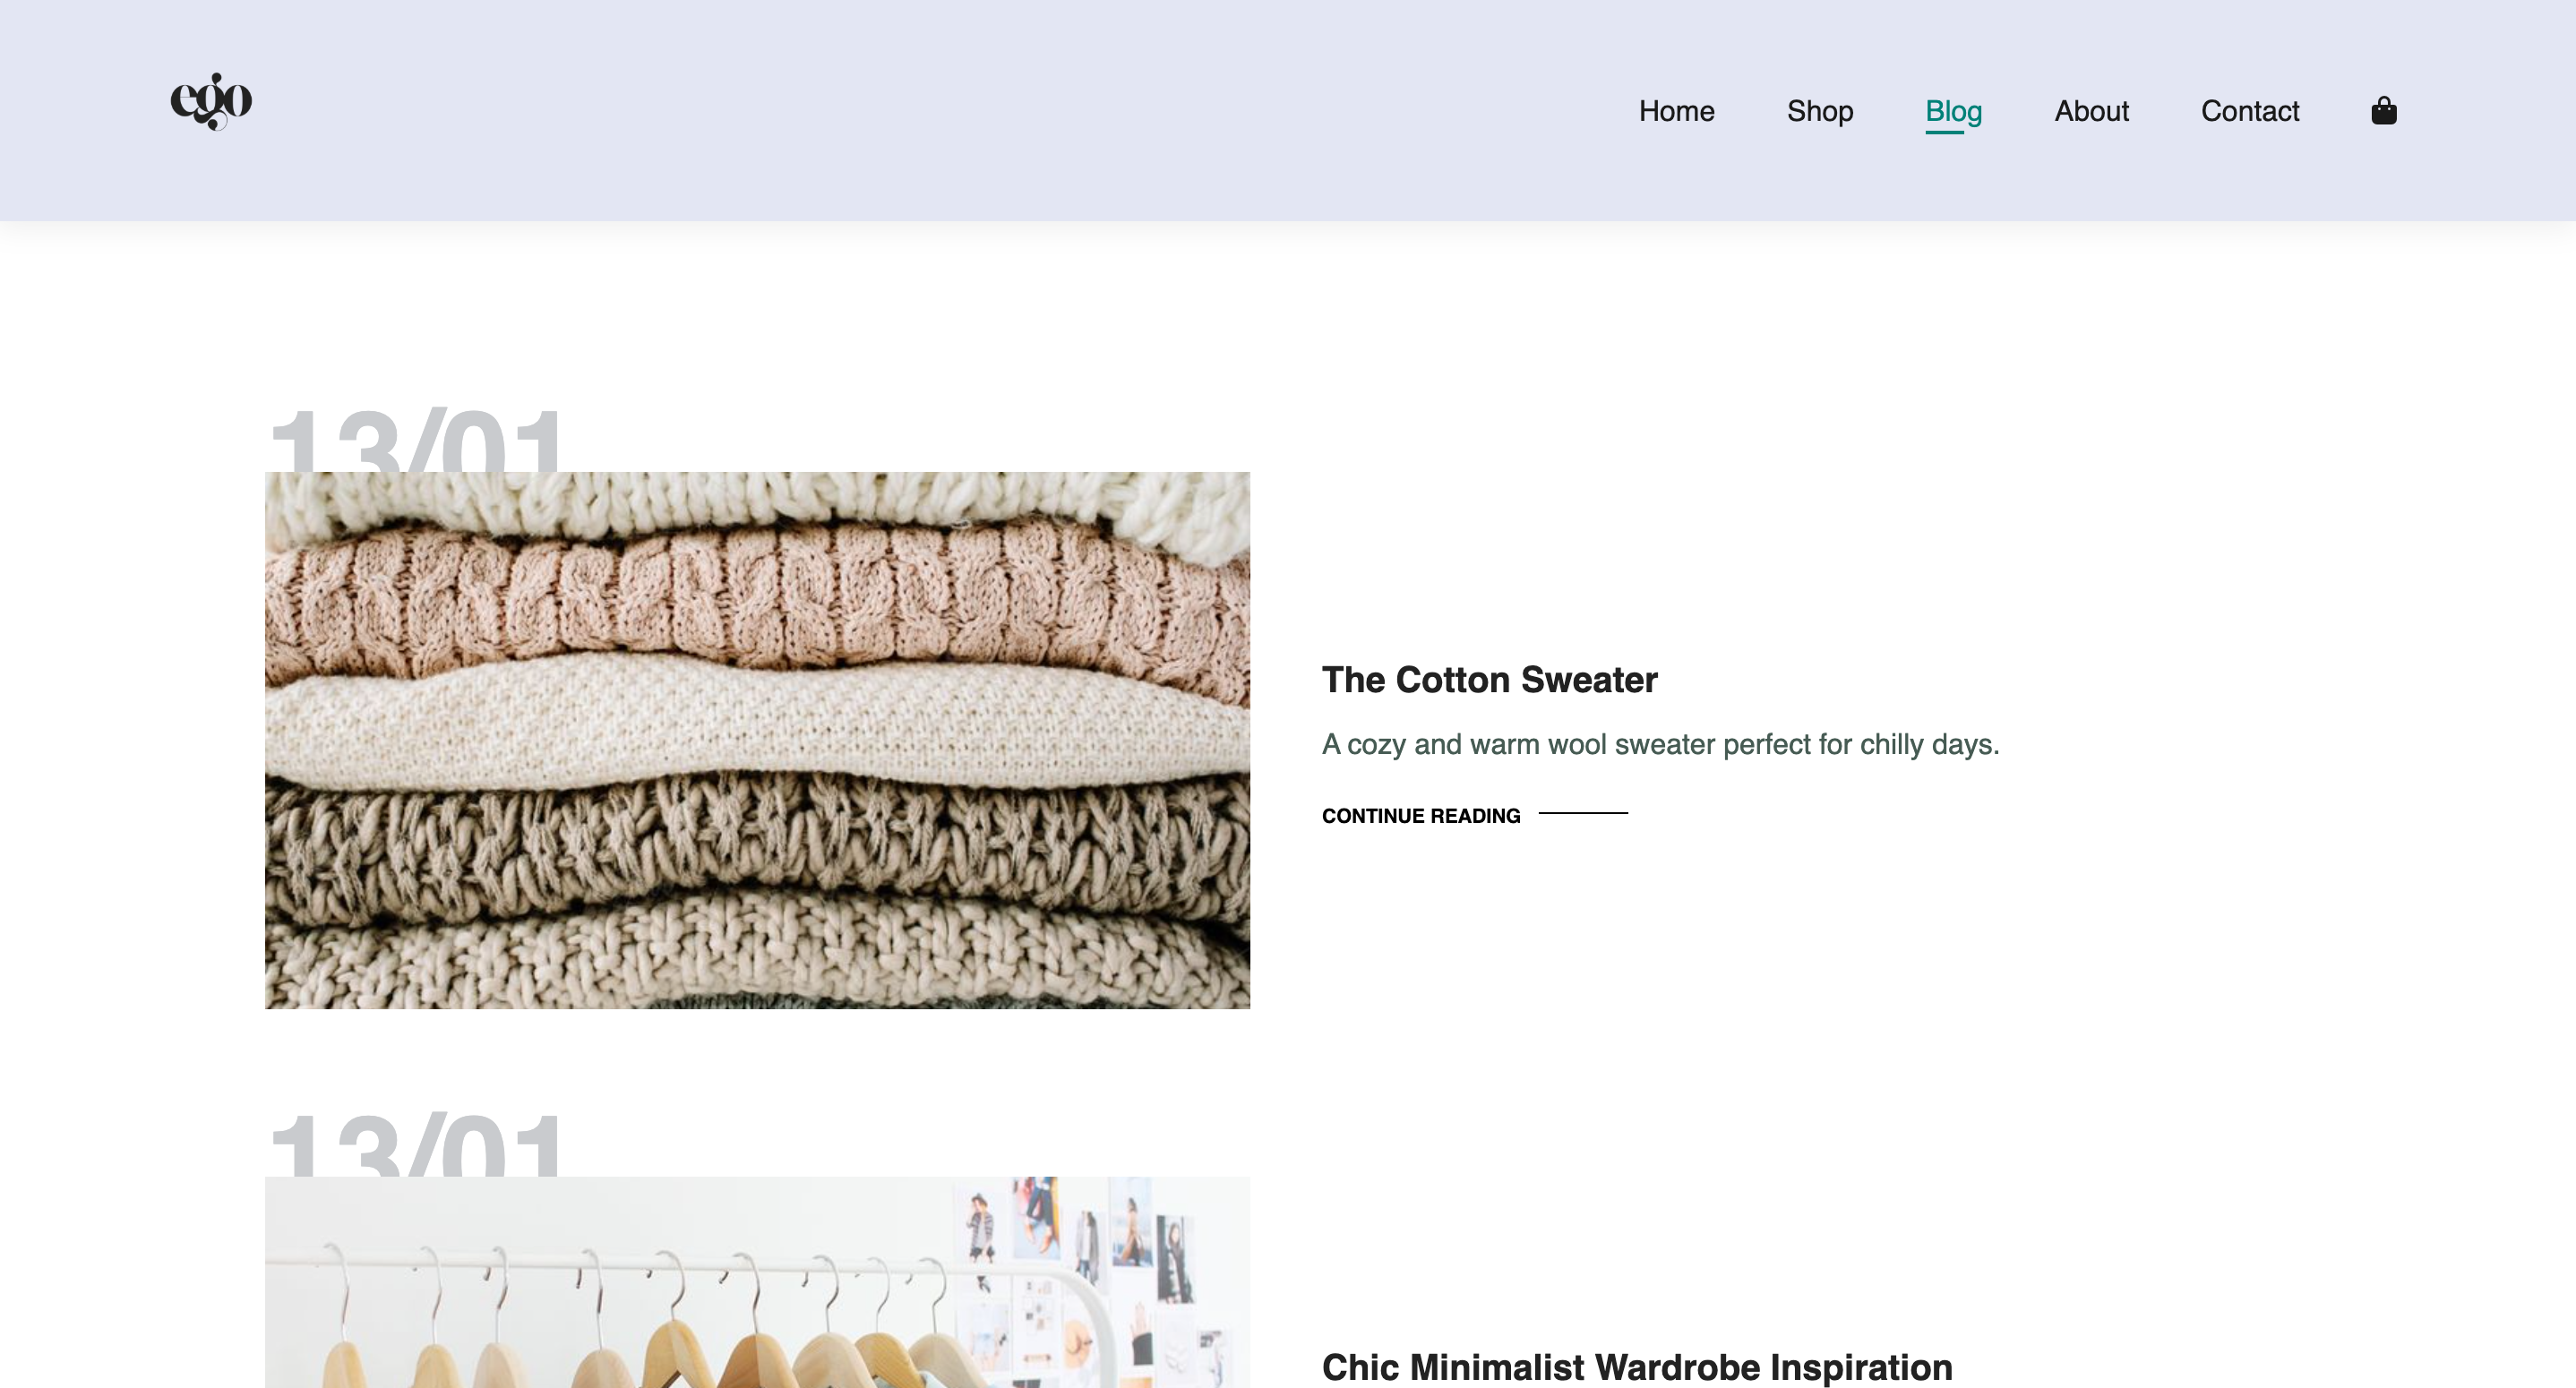 ego
Home Shop Blog About Contact
13/01
The Cotton Sweater
A cozy and warm wool sweater perfect for chilly days.
CONTINUE READING
13/01
Chic Minimalist Wardrobe Inspiration